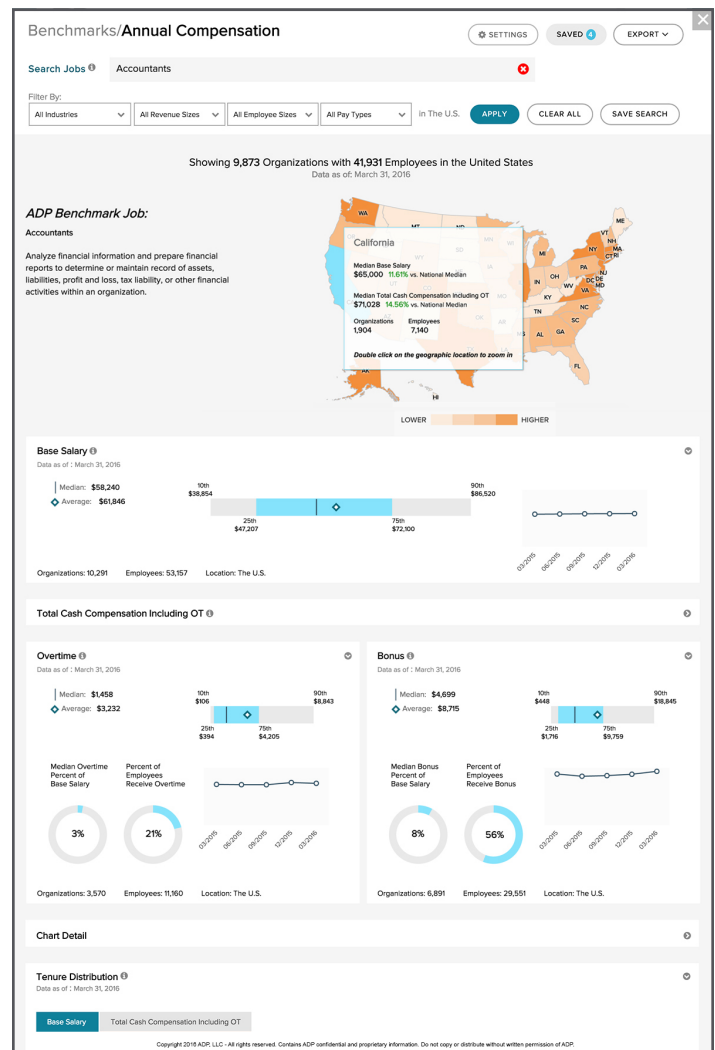 Benchmarks/Annual Compensation
SETTINGS
SAVED 4
EXPORT
Search Jobs
Accountants
Filter By:
All Industries
All Revenue Sizes
All Employee Sizes
All Pay Types
in The U.S.
APPLY
CLEAR ALL
SAVE SEARCH
Showing 9,873 Organizations with 41,931 Employees in the United States
Data as of: March 31, 2016
ADP Benchmark Job:
Accountants
Analyze financial information and prepare financial
reports to determine or maintain record of assets,
liabilities, profit and loss, tax liability, or other financial
activities within an organization.
WA
MT
ND
ME
VT
NH
NY
MA
CT RI
MI
PA
NJ
OH
IN
DC DE
MD
WV
VA
KY
NC
TN
SC
MS
AL
GA
FL
AK
HI
California
Median Base Salary
$65,000 11.61% vs. National Median
Median Total Cash Compensation Including OT
$71,028 14.56% vs. National Median
Organizations
Employees
1,904
7,140
Double click on the geographic location to zoom in
LOWER
HIGHER
Base Salary
Data as of : March 31, 2016
Median: $58,240
Average: $61,846
10th
$38,854
90th
$86,520
25th
$47,207
75th
$72,100
03/2015
06/2015
09/2015
12/2015
03/2016
Organizations: 10,291
Employees: 53,157
Location: The U.S.
Total Cash Compensation Including OT
Overtime
Data as of : March 31, 2016
Median: $1,458
Average: $3,232
10th
$106
90th
$8,843
25th
$394
75th
$4,205
Median Overtime
Percent of
Base Salary
3%
Percent of
Employees
Receive Overtime
21%
03/2015
06/2015
09/2015
12/2015
03/2016
Organizations: 3,570
Employees: 11,160
Location: The U.S.
Bonus
Data as of : March 31, 2016
Median: $4,699
Average: $8,715
10th
$448
90th
$18,845
25th
$1,716
75th
$9,759
Median Bonus
Percent of
Base Salary
8%
Percent of
Employees
Receive Bonus
56%
03/2015
06/2015
09/2015
12/2015
03/2016
Organizations: 6,891
Employees: 29,551
Location: The U.S.
Chart Detail
Tenure Distribution
Data as of : March 31, 2016
Base Salary
Total Cash Compensation Including OT
Copyright 2016 ADP, LLC - All rights reserved. Contains ADP confidential and proprietary information. Do not copy or distribute without written permission of ADP.